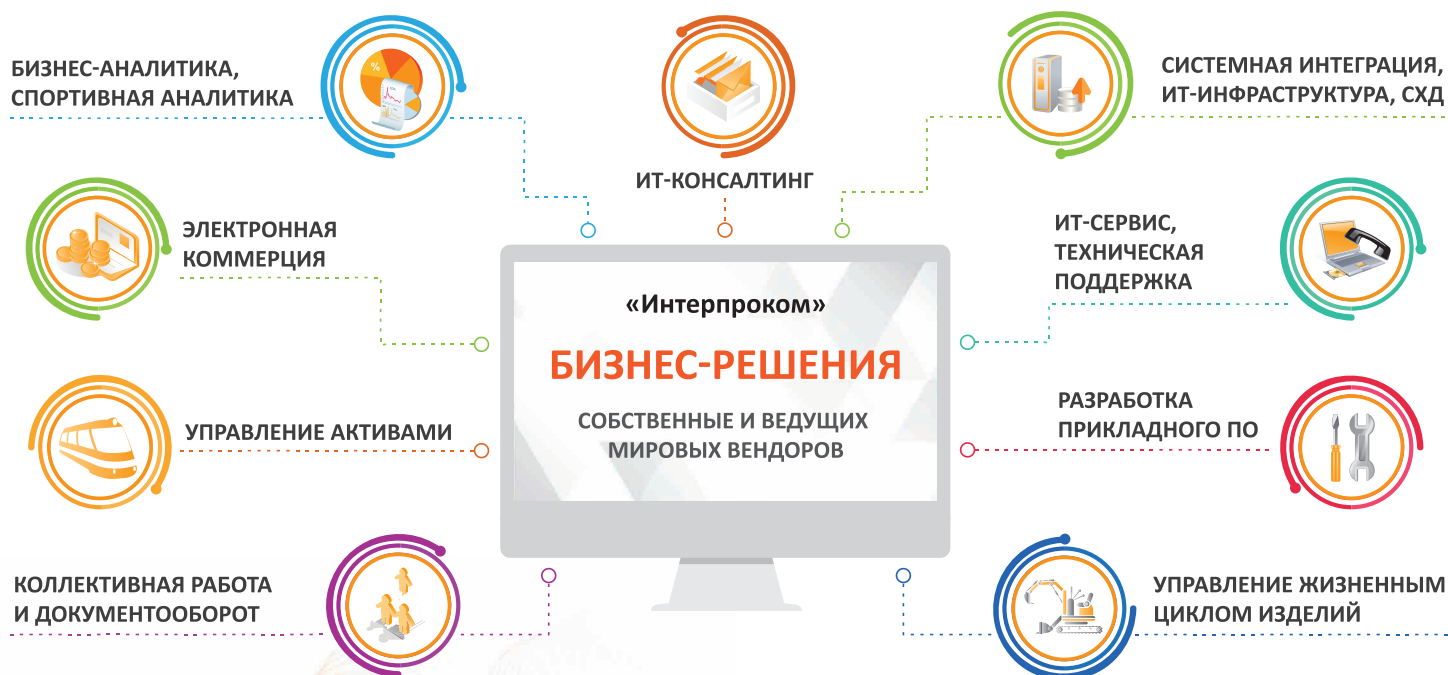 БИЗНЕС-АНАЛИТИКА,
СПОРТИВНАЯ АНАЛИТИКА
%
ИТ-КОНСАЛТИНГ
СИСТЕМНАЯ ИНТЕГРАЦИЯ,
ИТ-ИНФРАСТРУКТУРА, СХД
ЭЛЕКТРОННАЯ
КОММЕРЦИЯ
ИТ-СЕРВИС,
ТЕХНИЧЕСКАЯ
ПОДДЕРЖКА
«Интерпроком»
БИЗНЕС-РЕШЕНИЯ
СОБСТВЕННЫЕ И ВЕДУЩИХ
МИРОВЫХ ВЕНДОРОВ
УПРАВЛЕНИЕ АКТИВАМИ
РАЗРАБОТКА
ПРИКЛАДНОГО ПО
КОЛЛЕКТИВНАЯ РАБОТА
И ДОКУМЕНТООБОРОТ
УПРАВЛЕНИЕ ЖИЗНЕННЫМ
ЦИКЛОМ ИЗДЕЛИЙ